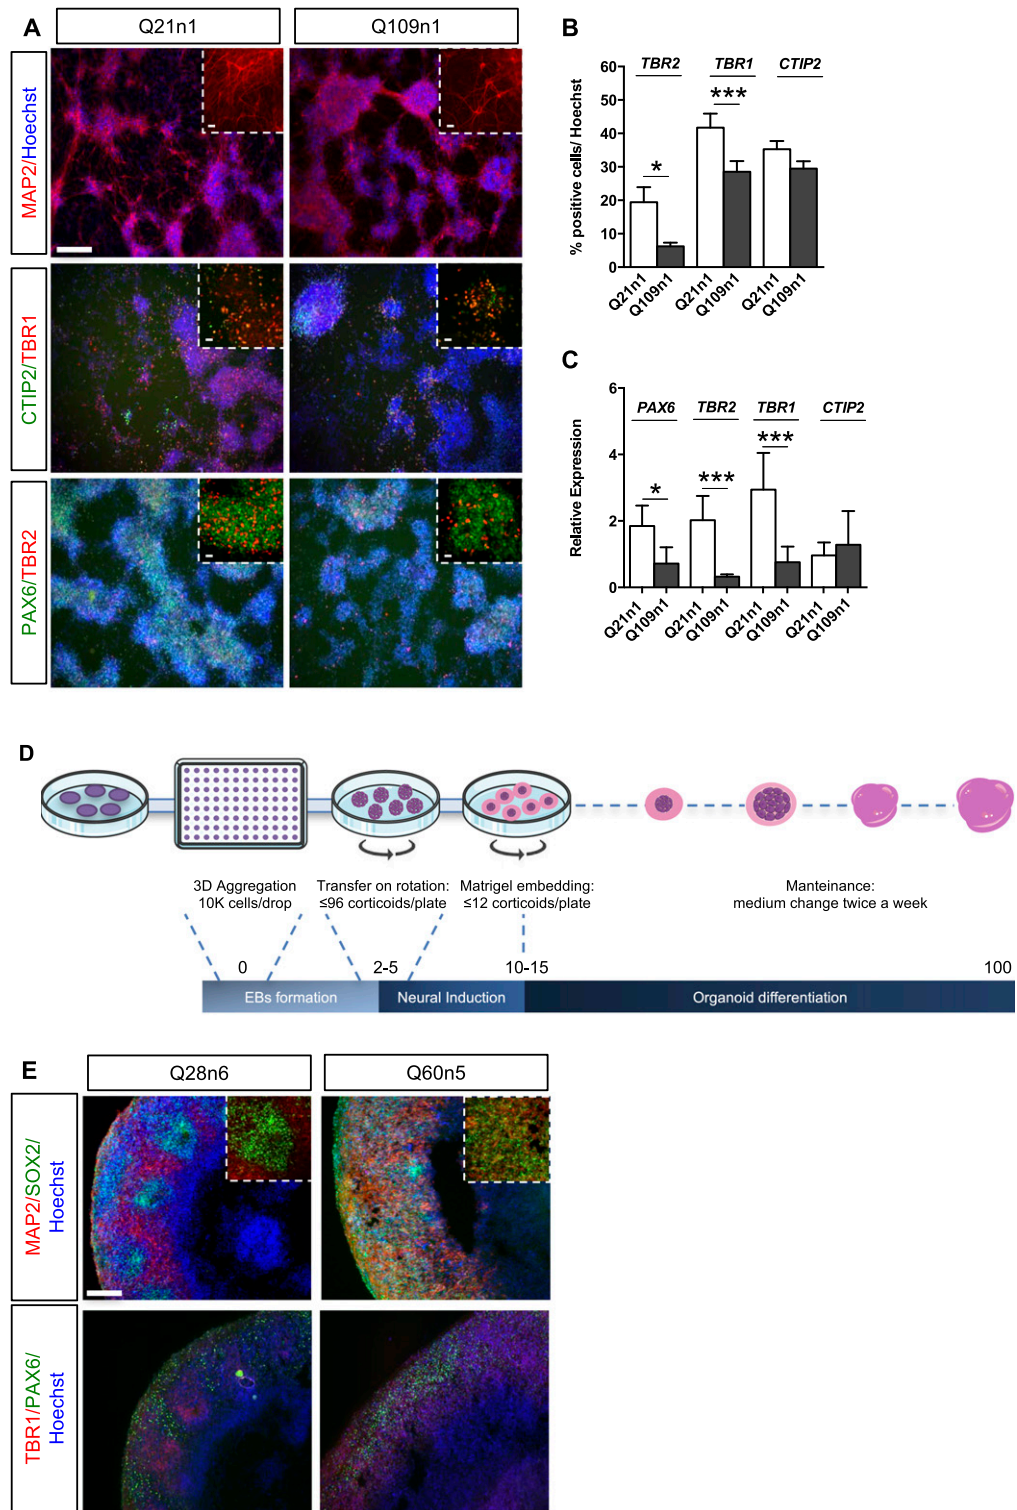 A
Q21n1
Q109n1
MAP2/Hoechst
CTIP2/TBR1
PAX6/TBR2
B
TBR2
TBR1
CTIP2
% positive cells/ Hoechst
60
50
40
30
20
10
0
*
***
Q21n1
Q109n1
Q21n1
Q109n1
Q21n1
Q109n1
C
PAX6
TBR2
TBR1
CTIP2
Relative Expression
6
4
2
0
*
***
***
Q21n1
Q109n1
Q21n1
Q109n1
Q21n1
Q109n1
Q21n1
Q109n1
D
3D Aggregation
10K cells/drop
Transfer on rotation:
≤96 corticoids/plate
Matrigel embedding:
≤12 corticoids/plate
Manteinance:
medium change twice a week
0
2-5
10-15
100
EBs formation
Neural Induction
Organoid differentiation
E
Q28n6
Q60n5
MAP2/SOX2/
Hoechst
TBR1/PAX6/
Hoechst